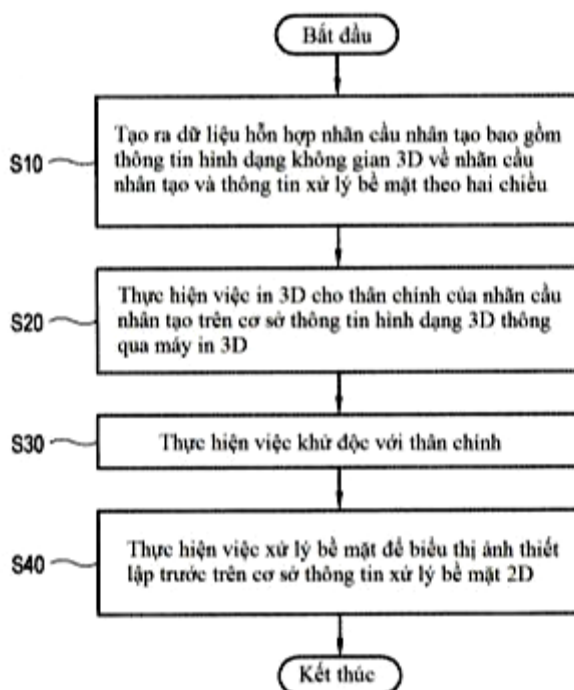 Bắt đầu
S10
Tạo ra dữ liệu hỗn hợp nhãn cầu nhân tạo bao gồm
thông tin hình dạng không gian 3D về nhãn cầu
nhân tạo và thông tin xử lý bề mặt theo hai chiều
S20
Thực hiện việc in 3D cho thân chính của nhãn cầu
nhân tạo trên cơ sở thông tin hình dạng 3D thông
qua máy in 3D
S30
Thực hiện việc khử độc với thân chính
S40
Thực hiện việc xử lý bề mặt để biểu thị ảnh thiết
lập trước trên cơ sở thông tin xử lý bề mặt 2D
Kết thúc